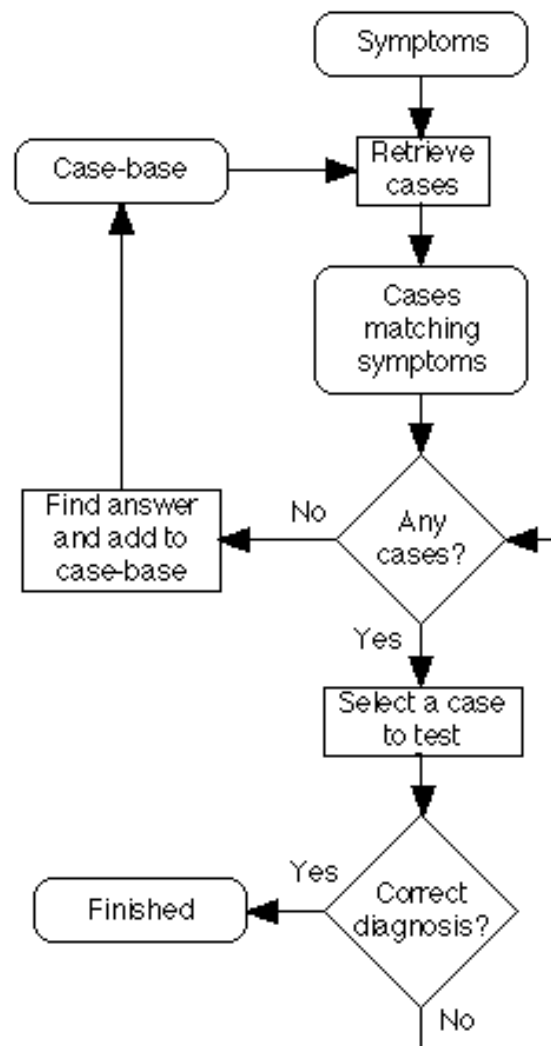 Symptoms
Case-base
Retrieve
cases
Cases
matching
symptoms
Find answer
and add to
case-base
No
Any
cases?
Yes
Select a case
to test
Yes
Finished
Correct
diagnosis?
No